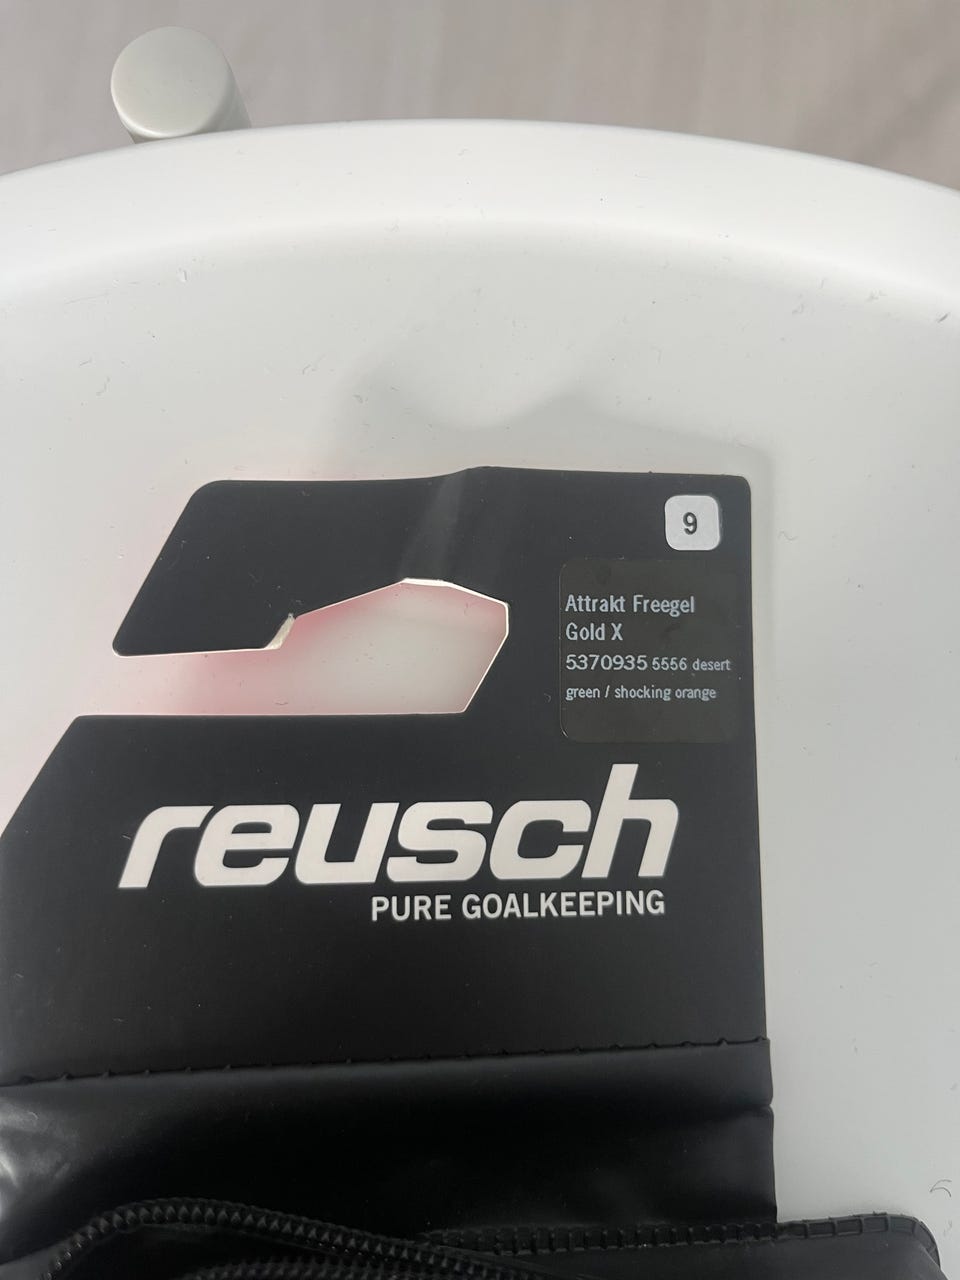 9
Attrakt Freegel
Gold X
5370935 5556 desert
green / shocking orange
reusch
PURE GOALKEEPING